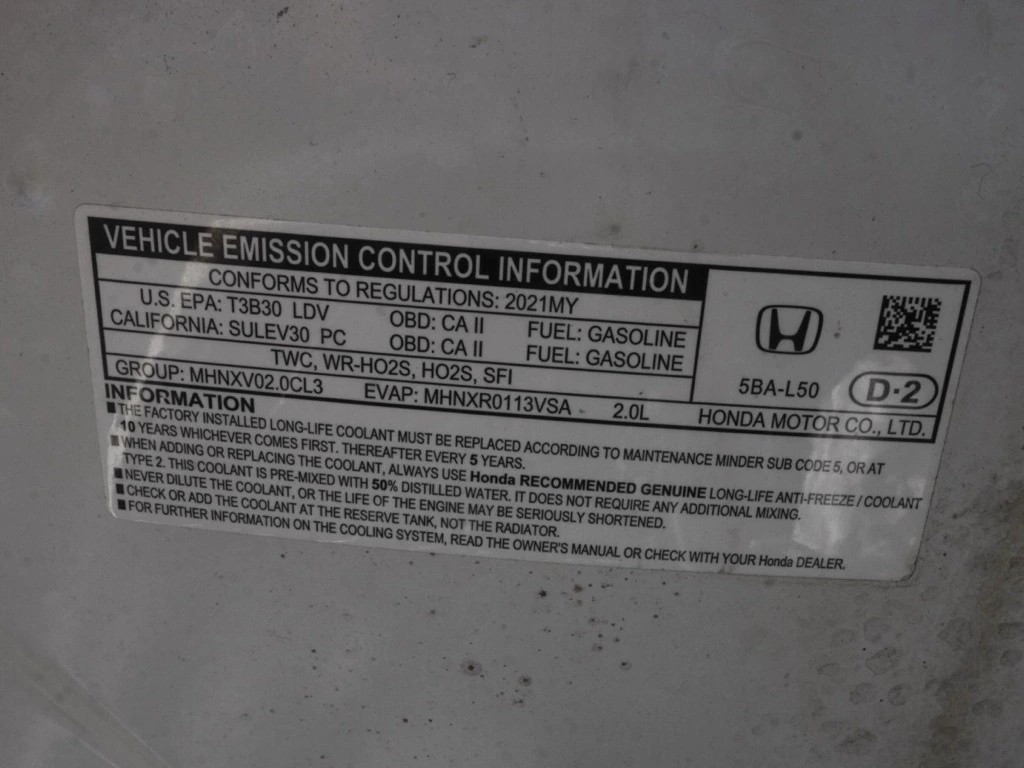 VEHICLE EMISSION CONTROL INFORMATION
CONFORMS TO REGULATIONS: 2021MY
U.S. EPA: T3B30 LDV OBD: CA II FUEL: GASOLINE
CALIFORNIA: SULEV30 PC OBD: CA II FUEL: GASOLINE
TWC, WR-HO2S, HO2S, SFI
5BA-L50 D·2
GROUP: MHNXV02.0CL3 EVAP: MHNXR0113VSA 2.0L HONDA MOTOR CO., LTD.
INFORMATION
■ THE FACTORY INSTALLED LONG-LIFE COOLANT MUST BE REPLACED ACCORDING TO MAINTENANCE MINDER SUB CODE 5, OR AT
10 YEARS WHICHEVER COMES FIRST. THEREAFTER EVERY 5 YEARS.
■ WHEN ADDING OR REPLACING THE COOLANT, ALWAYS USE Honda RECOMMENDED GENUINE LONG-LIFE ANTI-FREEZE / COOLANT
TYPE 2. THIS COOLANT IS PRE-MIXED WITH 50% DISTILLED WATER. IT DOES NOT REQUIRE ANY ADDITIONAL MIXING.
■ NEVER DILUTE THE COOLANT, OR THE LIFE OF THE ENGINE MAY BE SERIOUSLY SHORTENED.
■ CHECK OR ADD THE COOLANT AT THE RESERVE TANK, NOT THE RADIATOR.
■ FOR FURTHER INFORMATION ON THE COOLING SYSTEM, READ THE OWNER'S MANUAL OR CHECK WITH YOUR Honda DEALER.